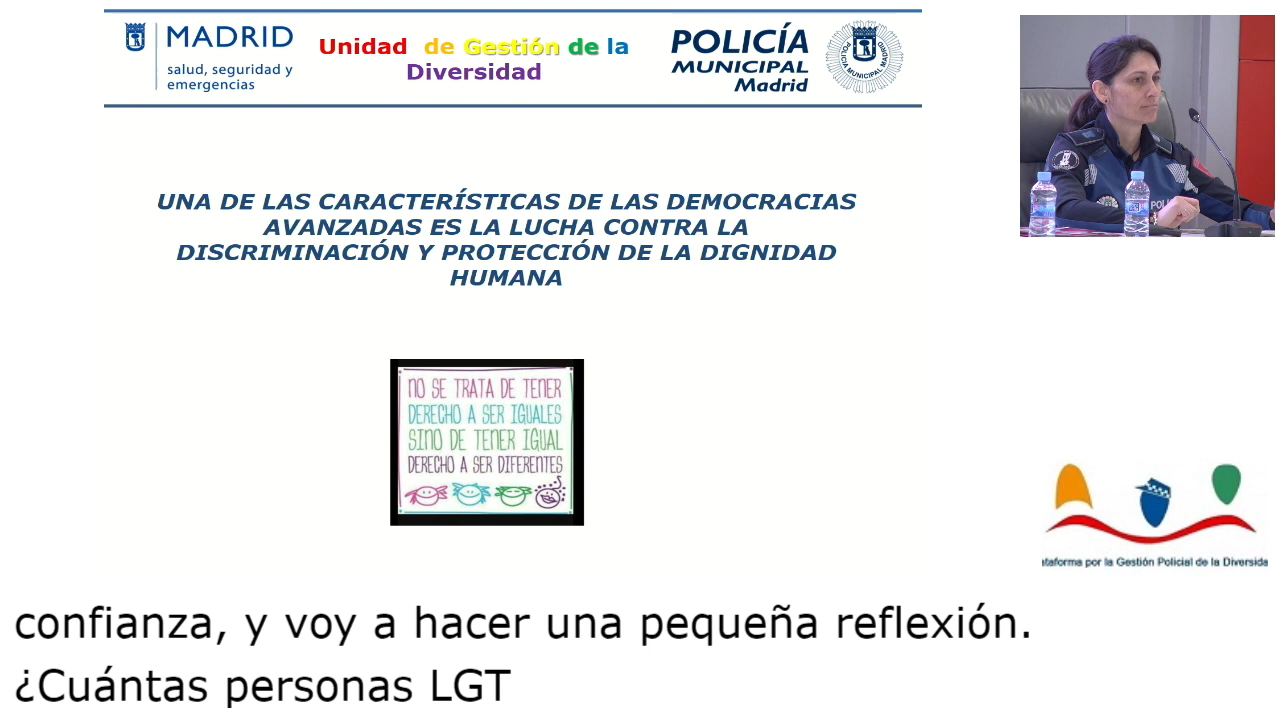 MADRID
salud, seguridad y
emergencias
Unidad de Gestión de la
Diversidad
POLICÍA
MUNICIPAL
Madrid
POLICÍA MUNICIPAL MADRID
UNA DE LAS CARACTERÍSTICAS DE LAS DEMOCRACIAS
AVANZADAS ES LA LUCHA CONTRA LA
DISCRIMINACIÓN Y PROTECCIÓN DE LA DIGNIDAD
HUMANA
NO SE TRATA DE TENER
DERECHO A SER IGUALES
SINO DE TENER IGUAL
DERECHO A SER DIFERENTES
ataforma por la Gestión Policial de la Diversida
confianza, y voy a hacer una pequeña reflexión.
¿Cuántas personas LGT